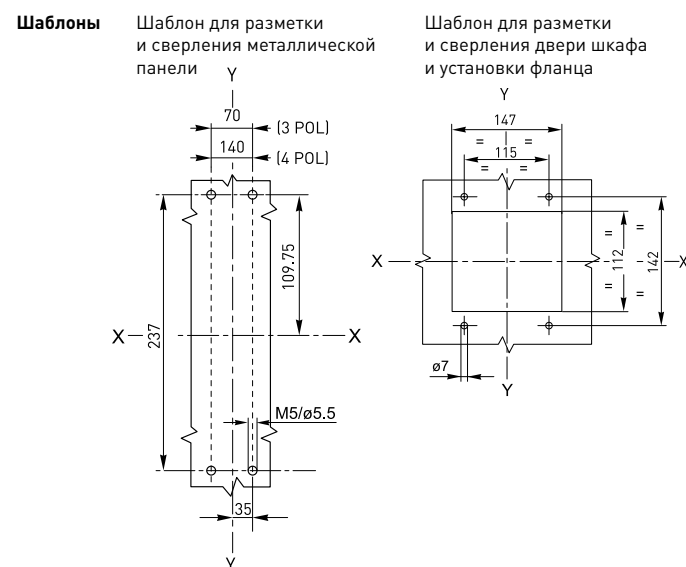 Шаблоны
Шаблон для разметки
и сверления металлической
панели
Y
70
(3 POL)
140
(4 POL)
109.75
X
X
237
M5/ø5.5
35
Y
Шаблон для разметки
и сверления двери шкафа
и установки фланца
Y
147
= =
115
= =
= =
X
112
142
X
= =
ø7
Y